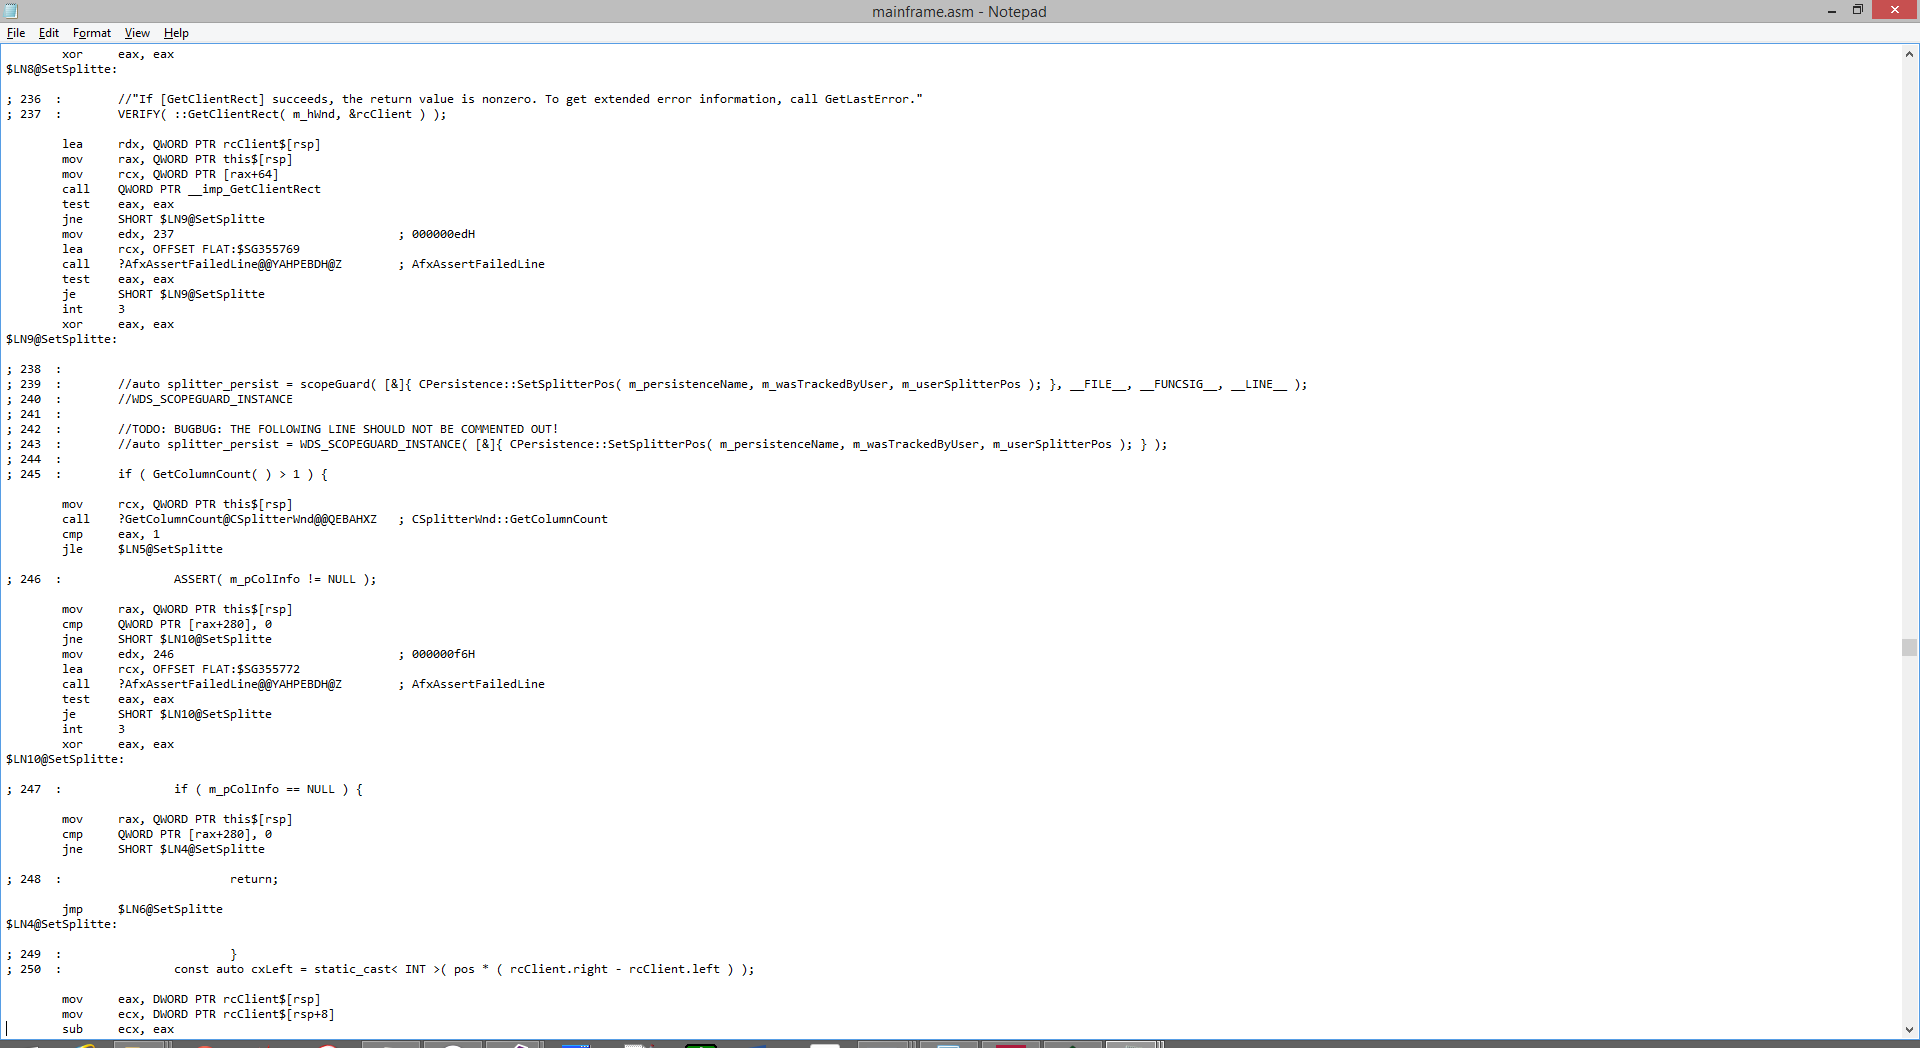 mainframe.asm - Notepad
File Edit Format View Help
xor eax, eax
$LN8@SetSplitte:
; 236 : //"If [GetClientRect] succeeds, the return value is nonzero. To get extended error information, call GetLastError."
; 237 : VERIFY( ::GetClientRect( m_hWnd, &rcClient ) );
lea rdx, QWORD PTR rcClient$[rsp]
mov rax, QWORD PTR this$[rsp]
mov rcx, QWORD PTR [rax+64]
call QWORD PTR __imp_GetClientRect
test eax, eax
jne SHORT $LN9@SetSplitte
mov edx, 237 ; 000000edH
lea rcx, OFFSET FLAT:$SG355769
call ?AfxAssertFailedLine@@YAHPEBDH@Z ; AfxAssertFailedLine
test eax, eax
je SHORT $LN9@SetSplitte
int 3
xor eax, eax
$LN9@SetSplitte:
; 238 :
; 239 : //auto splitter_persist = scopeGuard( [&]{ CPersistence::SetSplitterPos( m_persistenceName, m_wasTrackedByUser, m_userSplitterPos ); }, __FILE__, __FUNCSIG__, __LINE__ );
; 240 : //WDS_SCOPEGUARD_INSTANCE
; 241 :
; 242 : //TODO: BUGBUG: THE FOLLOWING LINE SHOULD NOT BE COMMENTED OUT!
; 243 : //auto splitter_persist = WDS_SCOPEGUARD_INSTANCE( [&]{ CPersistence::SetSplitterPos( m_persistenceName, m_wasTrackedByUser, m_userSplitterPos ); } );
; 244 :
; 245 : if ( GetColumnCount( ) > 1 ) {
mov rcx, QWORD PTR this$[rsp]
call ?GetColumnCount@CSplitterWnd@@QEBAHXZ ; CSplitterWnd::GetColumnCount
cmp eax, 1
jle $LN5@SetSplitte
; 246 : ASSERT( m_pColInfo != NULL );
mov rax, QWORD PTR this$[rsp]
cmp QWORD PTR [rax+280], 0
jne SHORT $LN10@SetSplitte
mov edx, 246 ; 000000f6H
lea rcx, OFFSET FLAT:$SG355772
call ?AfxAssertFailedLine@@YAHPEBDH@Z ; AfxAssertFailedLine
test eax, eax
je SHORT $LN10@SetSplitte
int 3
xor eax, eax
$LN10@SetSplitte:
; 247 : if ( m_pColInfo == NULL ) {
mov rax, QWORD PTR this$[rsp]
cmp QWORD PTR [rax+280], 0
jne SHORT $LN4@SetSplitte
; 248 : return;
jmp $LN6@SetSplitte
$LN4@SetSplitte:
; 249 : }
; 250 : const auto cxLeft = static_cast< INT >( pos * ( rcClient.right - rcClient.left ) );
mov eax, DWORD PTR rcClient$[rsp]
mov ecx, DWORD PTR rcClient$[rsp+8]
sub ecx, eax